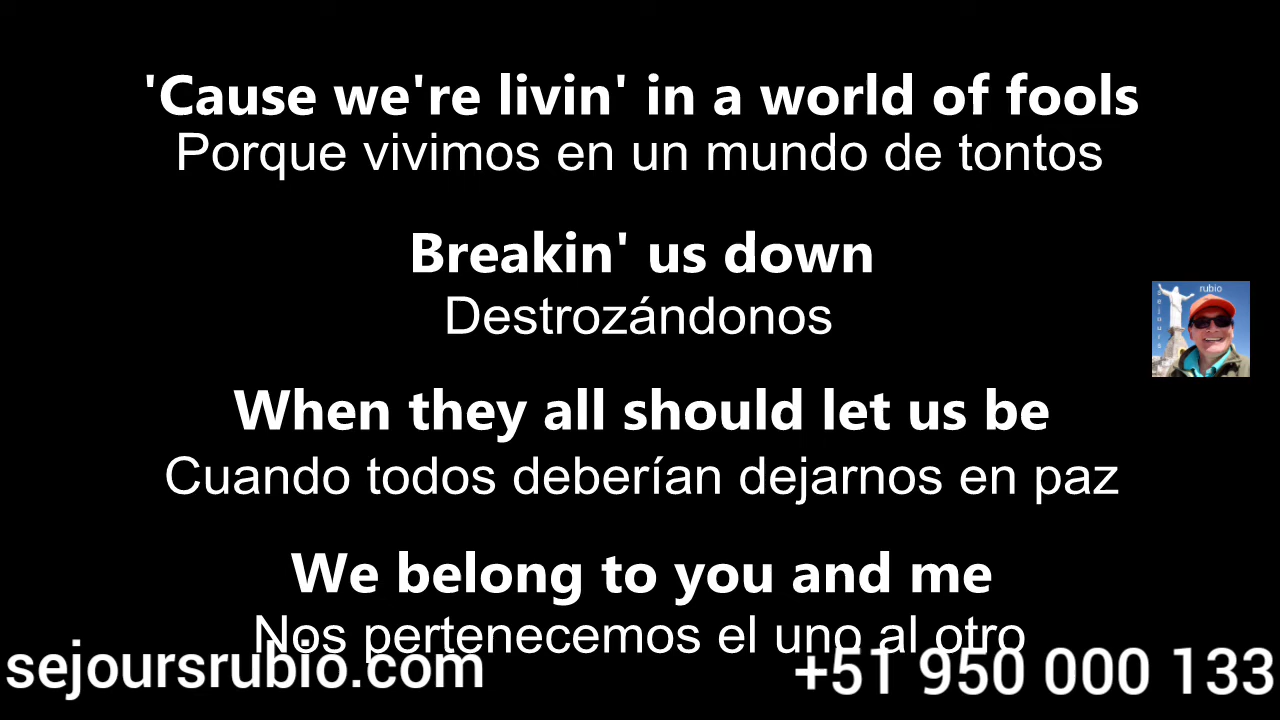 'Cause we're livin' in a world of fools
Porque vivimos en un mundo de tontos
Breakin' us down
Destrozándonos
rubio
sejours
When they all should let us be
Cuando todos deberían dejarnos en paz
We belong to you and me
Nos pertenecemos el uno al otro
sejoursrubio.com
+51 950 000 133